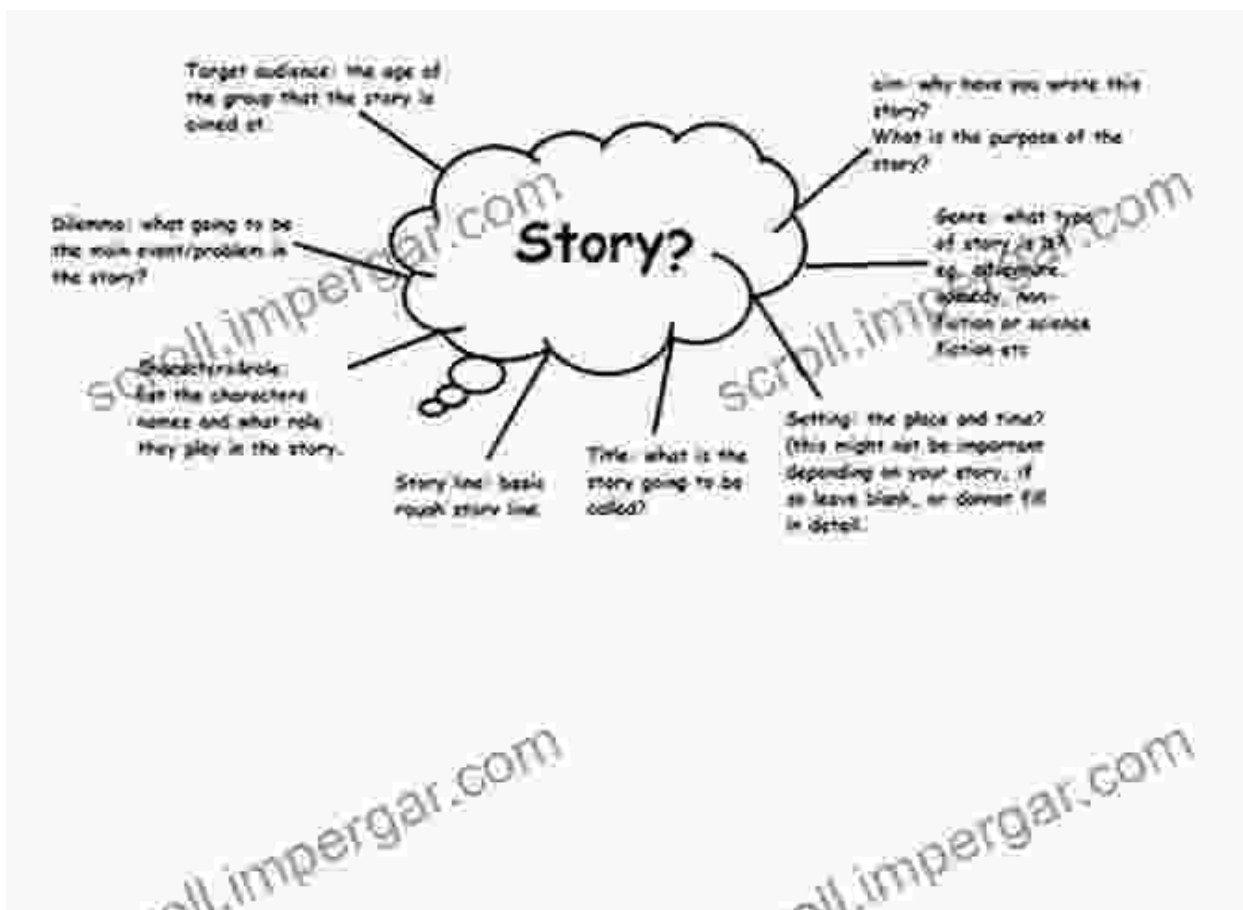 Target audience: the age of
the group that the story is
aimed at.
aim: why have you wrote this
story?
What is the purpose of the
story?
Story?
Dilemma: what going to be
the main event/problem in
the story?
Genre: what type
of story is it?
eg. adventure,
comedy, non-
fiction or science
fiction etc
Characters&role:
list the characters
names and what role
they play in the story.
Story line: basic
rough story line
Title: what is the
story going to be
called?
Setting: the place and time?
(this might not be important
depending on your story, if
so leave blank, or donnot fill
in detail.
scroll.impergar.com
scroll.impergar.com
scroll.impergar.com
scroll.impergar.com